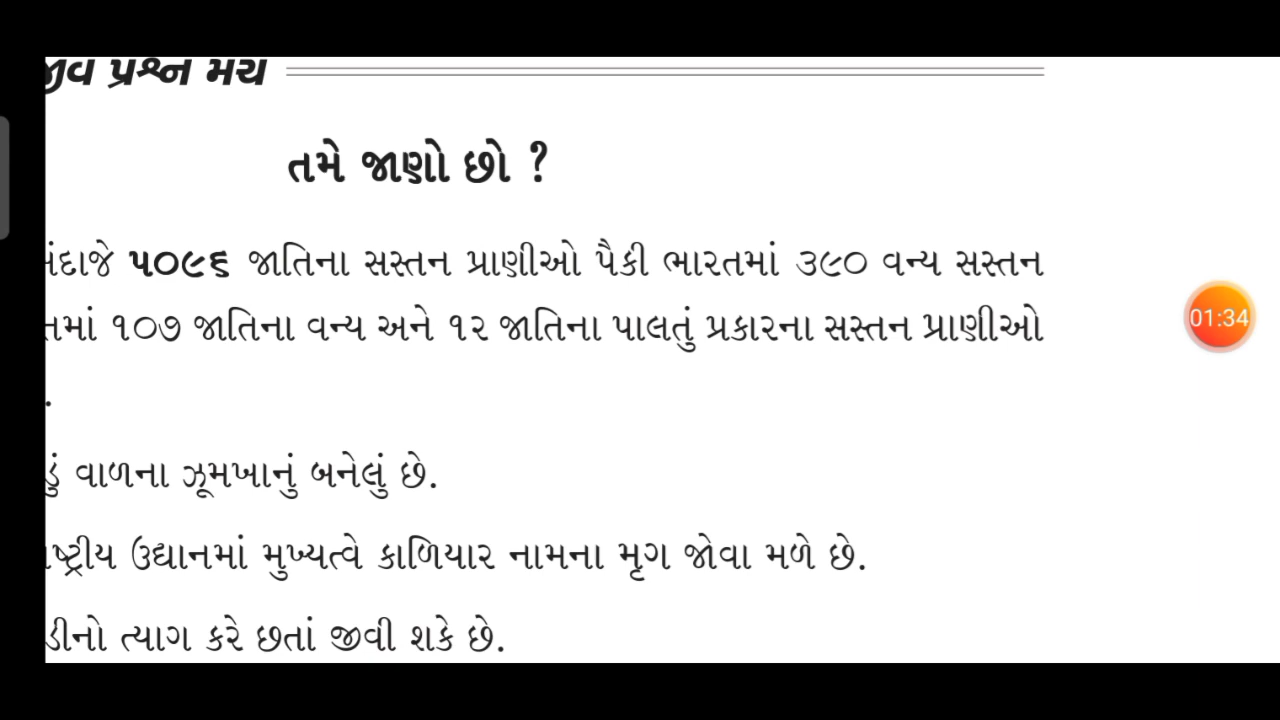 પ્રશ્ન મંચ
તમે જાણો છો ?
૫૦૯૬ જાતિના સસ્તન પ્રાણીઓ પૈકી ભારતમાં ૩૯૦ વન્ય સસ્તન
૧૦૭ જાતિના વન્ય અને ૧૨ જાતિના પાલતું પ્રકારના સસ્તન પ્રાણીઓ
01:34
.
વાળના ઝૂમખાનું બનેલું છે.
ઉદ્યાનમાં મુખ્યત્વે કાળિયાર નામના મૃગ જોવા મળે છે.
ત્યાગ કરે છતાં જીવી શકે છે.